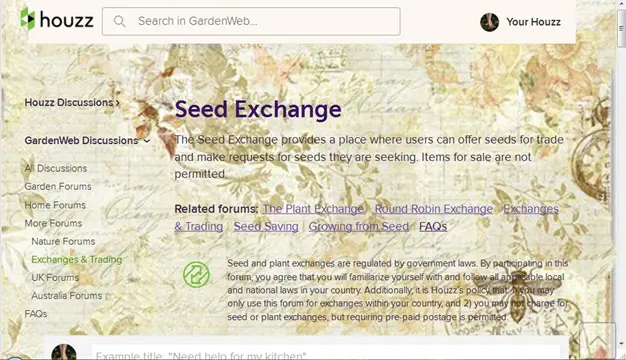 houzz
Search in GardenWeb...
Your Houzz
Houzz Discussions
GardenWeb Discussions
All Discussions
Garden Forums
Home Forums
More Forums
Nature Forums
Exchanges & Trading
UK Forums
Australia Forums
FAQs
Seed Exchange
The Seed Exchange provides a place where users can offer seeds for trade
and make requests for seeds they are seeking. Items for sale are not
permitted.
Related forums: The Plant Exchange Round Robin Exchange Exchanges
& Trading Seed Saving Growing from Seed FAQs
Seed and plant exchanges are regulated by government laws. By participating in this
forum, you agree that you will familiarize yourself with and follow all applicable local
and national laws in your country. Additionally, it is Houzz's policy that 1) you may
only use this forum for exchanges within your country, and 2) you may not charge for
seed or plant exchanges, but requiring pre-paid postage is permitted.
Example title: "Need help for my kitchen"